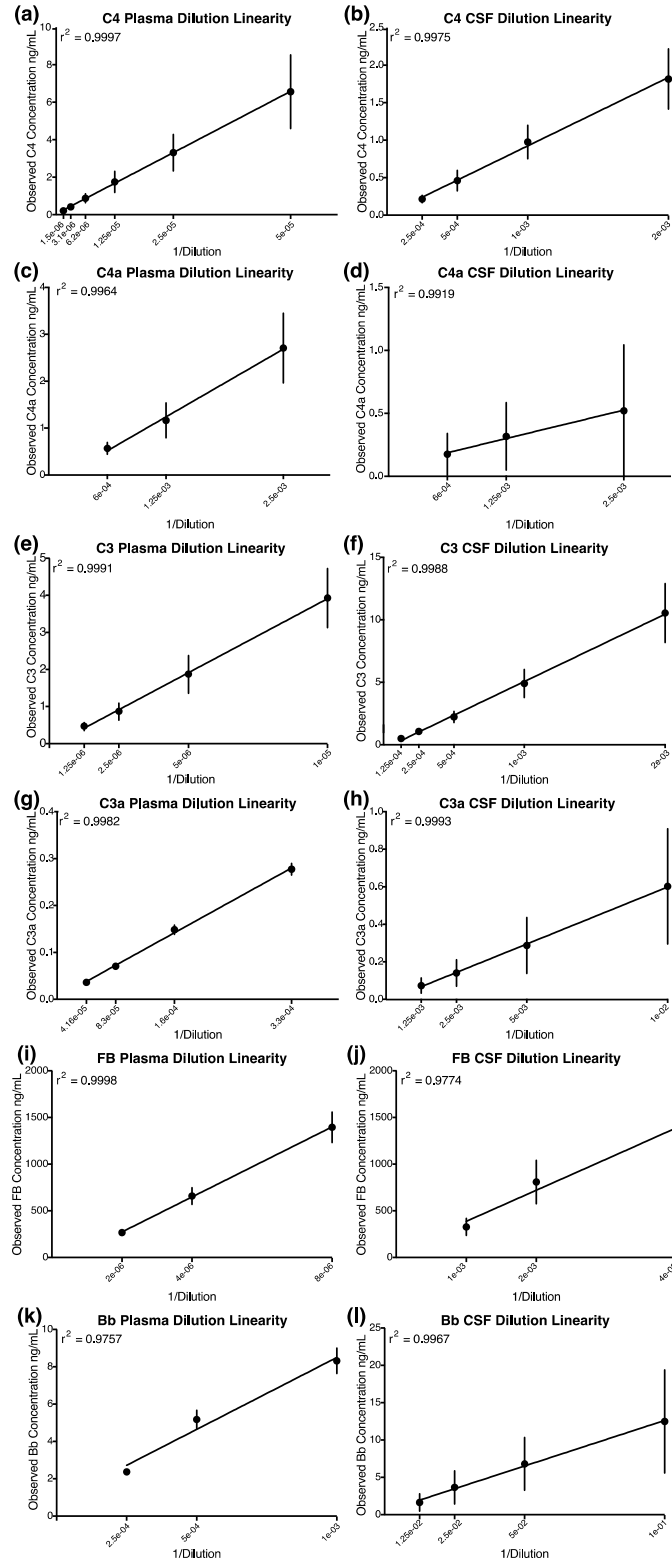 (a)
C4 Plasma Dilution Linearity
r2 = 0.9997
Observed C4 Concentration ng/mL
10
8
6
4
2
0
1.5e-06
3.1e-06
6.2e-06
1.25e-05
2.5e-05
5e-05
1/Dilution
(b)
C4 CSF Dilution Linearity
r2 = 0.9975
Observed C4 Concentration ng/mL
2.5
2.0
1.5
1.0
0.5
0.0
2.5e-04
5e-04
1e-03
2e-03
1/Dilution
(c)
C4a Plasma Dilution Linearity
r2 = 0.9964
Observed C4a Concentration ng/mL
4
3
2
1
0
6e-04
1.25e-03
2.5e-03
1/Dilution
(d)
C4a CSF Dilution Linearity
r2 = 0.9919
Observed C4a Concentration ng/mL
1.5
1.0
0.5
0.0
6e-04
1.25e-03
2.5e-03
1/Dilution
(e)
C3 Plasma Dilution Linearity
r2 = 0.9991
Observed C3 Concentration ng/mL
5
4
3
2
1
0
1.25e-06
2.5e-06
5e-06
1e-05
1/Dilution
(f)
C3 CSF Dilution Linearity
r2 = 0.9988
Observed C3 Concentration ng/mL
15
10
5
0
1.25e-04
2.5e-04
5e-04
1e-03
2e-03
1/Dilution
(g)
C3a Plasma Dilution Linearity
r2 = 0.9982
Observed C3a Concentration ng/mL
0.4
0.3
0.2
0.1
0.0
4.16e-05
8.3e-05
1.6e-04
3.3e-04
1/Dilution
(h)
C3a CSF Dilution Linearity
r2 = 0.9993
Observed C3a Concentration ng/mL
1.0
0.8
0.6
0.4
0.2
0.0
1.25e-03
2.5e-03
5e-03
1e-02
1/Dilution
(i)
FB Plasma Dilution Linearity
r2 = 0.9998
Observed FB Concentration ng/mL
2000
1500
1000
500
0
2e-06
4e-06
8e-06
1/Dilution
(j)
FB CSF Dilution Linearity
r2 = 0.9774
Observed FB Concentration ng/mL
2000
1500
1000
500
0
1e-03
2e-03
1/Dilution
(k)
Bb Plasma Dilution Linearity
r2 = 0.9757
Observed Bb Concentration ng/mL
10
8
6
4
2
0
2.5e-04
5e-04
1e-03
1/Dilution
(l)
Bb CSF Dilution Linearity
r2 = 0.9967
Observed Bb Concentration ng/mL
25
20
15
10
5
0
1.25e-02
2.5e-02
5e-02
1e-01
1/Dilution